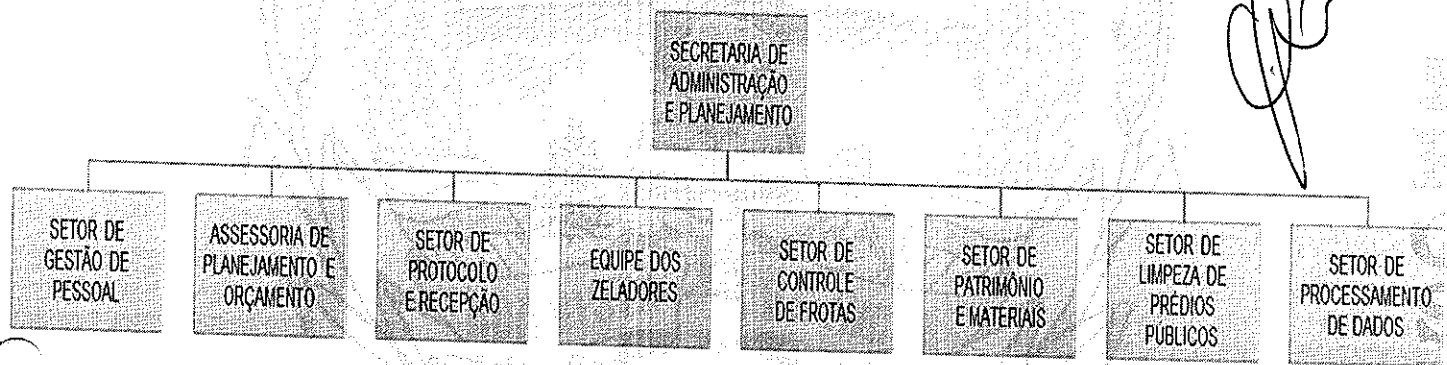 SECRETARIA DE
ADMINISTRAÇÃO
E PLANEJAMENTO
SETOR DE
GESTÃO DE
PESSOAL
ASSESSORIA DE
PLANEJAMENTO E
ORÇAMENTO
SETOR DE
PROTOCOLO
E RECEPÇÃO
EQUIPE DOS
ZELADORES
SETOR DE
CONTROLE
DE FROTAS
SETOR DE
PATRIMÔNIO
E MATERIAIS
SETOR DE
LIMPEZA DE
PRÉDIOS
PÚBLICOS
SETOR DE
PROCESSAMENTO
DE DADOS